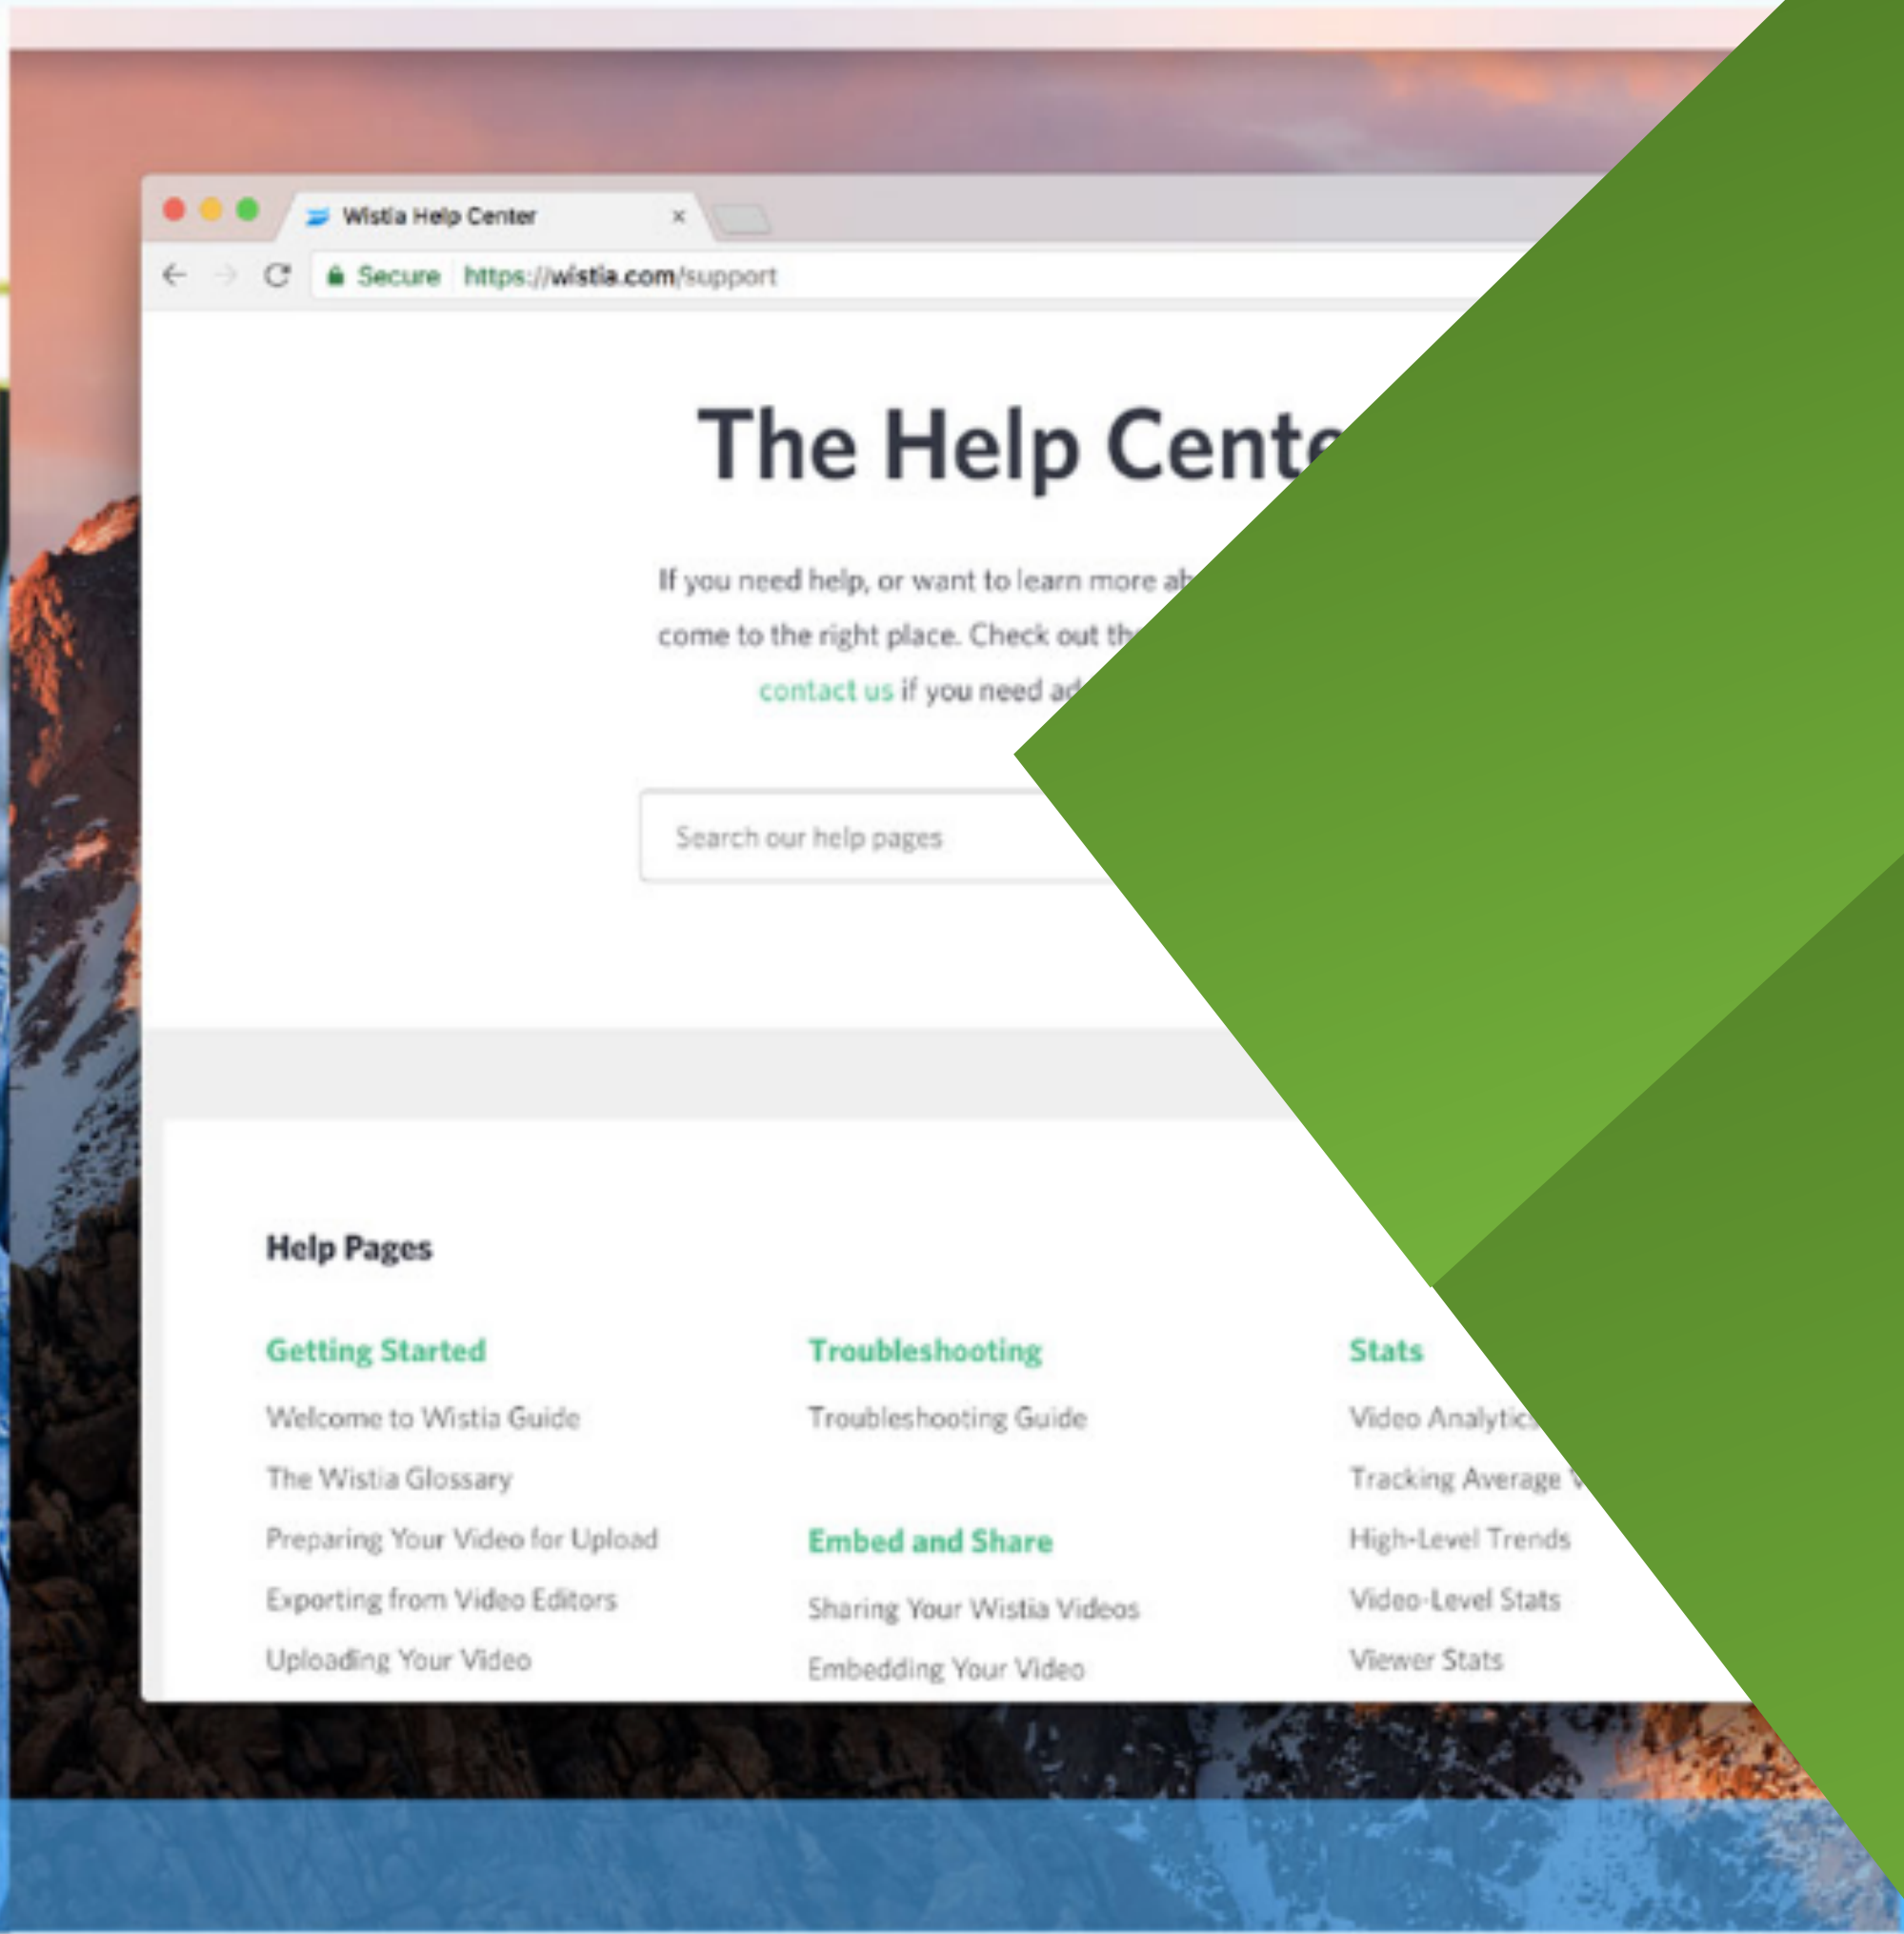 Wistia Help Center
Secure https://wistia.com/support
The Help Cente
If you need help, or want to learn more ab
come to the right place. Check out the
contact us if you need ad
Search our help pages
Help Pages
Getting Started
Welcome to Wistia Guide
The Wistia Glossary
Preparing Your Video for Upload
Exporting from Video Editors
Uploading Your Video
Troubleshooting
Troubleshooting Guide
Embed and Share
Sharing Your Wistia Videos
Embedding Your Video
Stats
Video Analytics
Tracking Average
High-Level Trends
Video-Level Stats
Viewer Stats